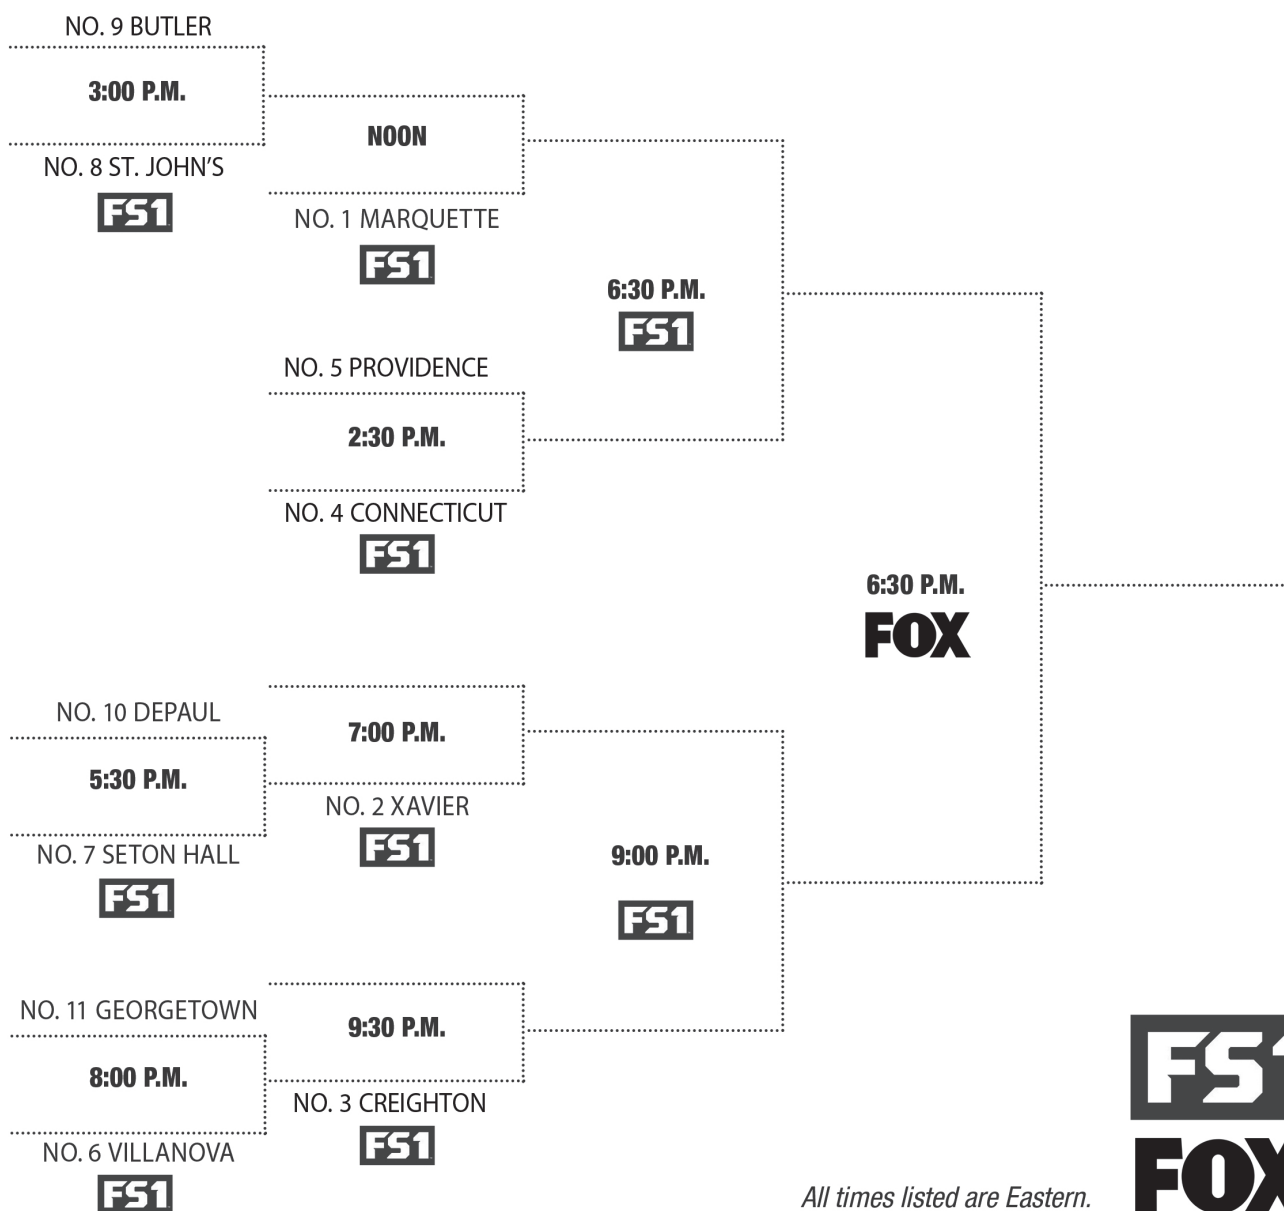 NO. 9 BUTLER
3:00 P.M.
NO. 8 ST. JOHN'S
FS1
NOON
NO. 1 MARQUETTE
FS1
6:30 P.M.
FS1
NO. 5 PROVIDENCE
2:30 P.M.
NO. 4 CONNECTICUT
FS1
6:30 P.M.
FOX
NO. 10 DEPAUL
5:30 P.M.
NO. 7 SETON HALL
FS1
7:00 P.M.
NO. 2 XAVIER
FS1
9:00 P.M.
FS1
NO. 11 GEORGETOWN
8:00 P.M.
NO. 6 VILLANOVA
FS1
9:30 P.M.
NO. 3 CREIGHTON
FS1
FS1
FOX
All times listed are Eastern.